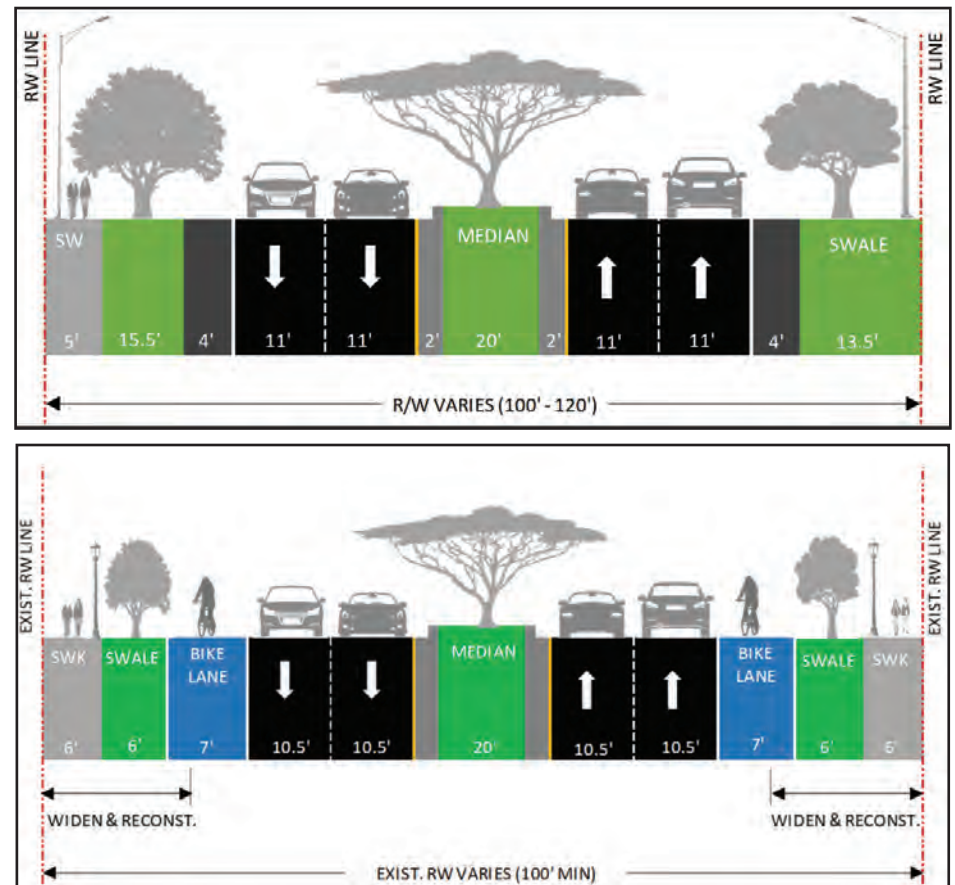 RW LINE
RW LINE
SW
MEDIAN
SWALE
5' 15.5' 4' 11' 11' 2' 20' 2' 11' 11' 4' 13.5'
R/W VARIES (100' - 120')
EXIST. RW LINE
EXIST. RW LINE
SWK SWALE BIKE LANE MEDIAN BIKE LANE SWALE SWK
6' 6' 7' 10.5' 10.5' 20' 10.5' 10.5' 7' 6' 6'
WIDEN & RECONST.
WIDEN & RECONST.
EXIST. RW VARIES (100' MIN)